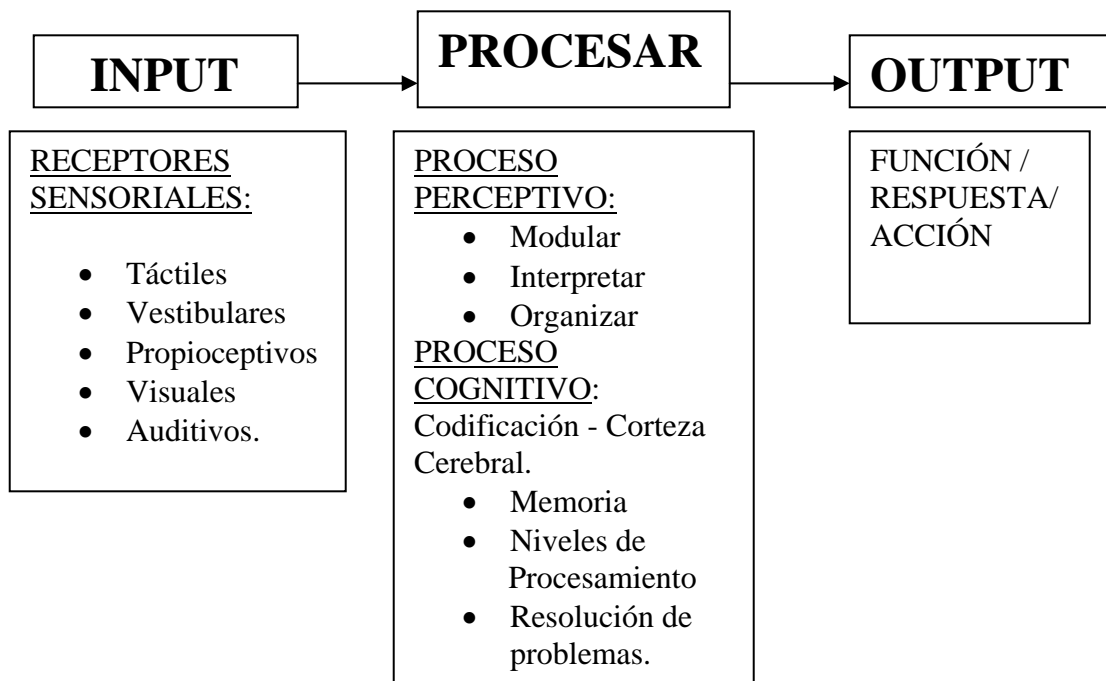 INPUT
PROCESAR
OUTPUT
RECEPTORES
SENSORIALES:
• Táctiles
• Vestibulares
• Propioceptivos
• Visuales
• Auditivos.
PROCESO
PERCEPTIVO:
• Modular
• Interpretar
• Organizar
PROCESO
COGNITIVO:
Codificación - Corteza
Cerebral.
• Memoria
• Niveles de
Procesamiento
• Resolución de
problemas.
FUNCIÓN /
RESPUESTA/
ACCIÓN